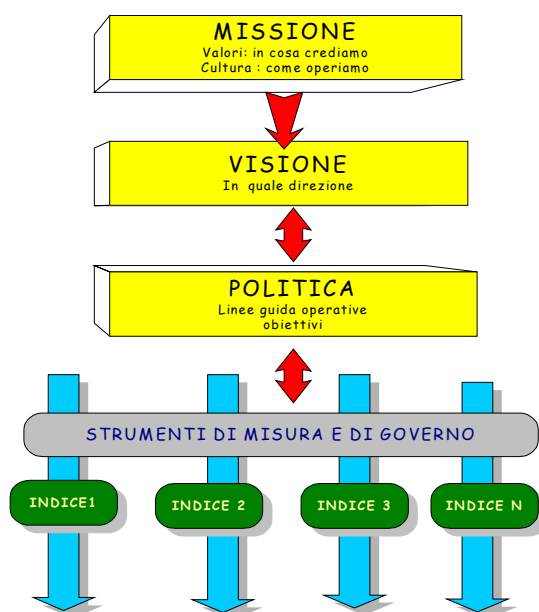 MISSIONE
Valori: in cosa crediamo
Cultura : come operiamo
VISIONE
In quale direzione
POLITICA
Linee guida operative
obiettivi
STRUMENTI DI MISURA E DI GOVERNO
INDICE1
INDICE 2
INDICE 3
INDICE N